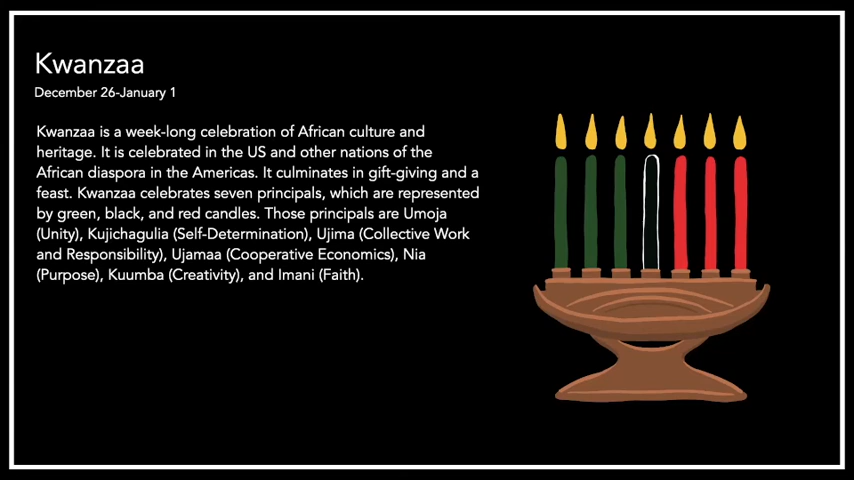 Kwanzaa
December 26-January 1
Kwanzaa is a week-long celebration of African culture and
heritage. It is celebrated in the US and other nations of the
African diaspora in the Americas. It culminates in gift-giving and a
feast. Kwanzaa celebrates seven principals, which are represented
by green, black, and red candles. Those principals are Umoja
(Unity), Kujichagulia (Self-Determination), Ujima (Collective Work
and Responsibility), Ujamaa (Cooperative Economics), Nia
(Purpose), Kuumba (Creativity), and Imani (Faith).